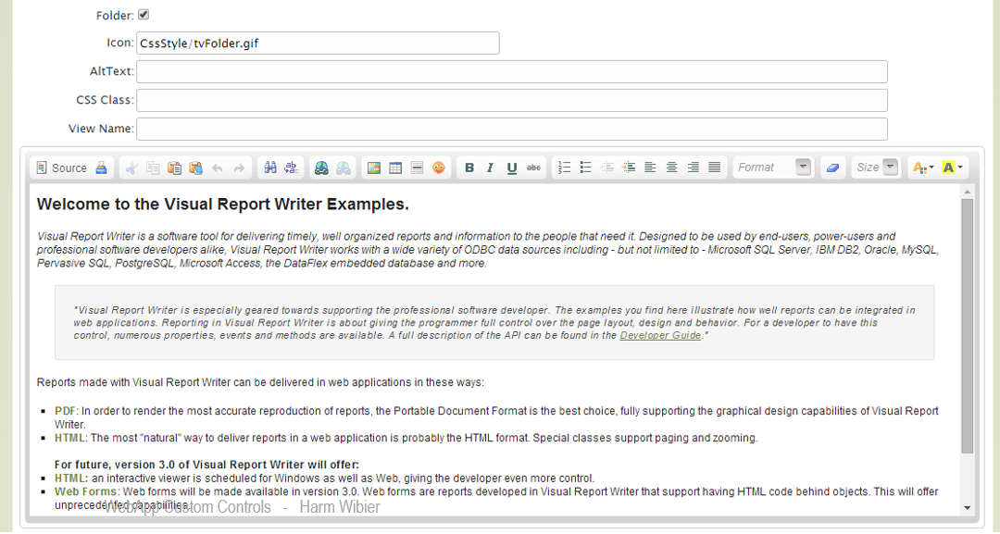 Folder:
Icon: CssStyle/tvFolder.gif
AltText:
CSS Class:
View Name:
Source B I U abc Format Size A A
Welcome to the Visual Report Writer Examples.
Visual Report Writer is a software tool for delivering timely, well organized reports and information to the people that need it. Designed to be used by end-users, power-users and
professional software developers alike, Visual Report Writer works with a wide variety of ODBC data sources including - but not limited to - Microsoft SQL Server, IBM DB2, Oracle, MySQL,
Pervasive SQL, PostgreSQL, Microsoft Access, the DataFlex embedded database and more.
"Visual Report Writer is especially geared towards supporting the professional software developer. The examples you find here illustrate how well reports can be integrated in
web applications. Reporting in Visual Report Writer is about giving the programmer full control over the page layout, design and behavior. For a developer to have this
control, numerous properties, events and methods are available. A full description of the API can be found in the Developer Guide."
Reports made with Visual Report Writer can be delivered in web applications in these ways:
PDF: In order to render the most accurate reproduction of reports, the Portable Document Format is the best choice, fully supporting the graphical design capabilities of Visual Report
Writer.
HTML: The most "natural" way to deliver reports in a web application is probably the HTML format. Special classes support paging and zooming.
For future, version 3.0 of Visual Report Writer will offer:
HTML: an interactive viewer is scheduled for Windows as well as Web, giving the developer even more control.
Web Forms: Web forms will be made available in version 3.0. Web forms are reports developed in Visual Report Writer that support having HTML code behind objects. This will offer
unprecedented capabilities.
WebApp Custom Controls - Harm Wibier